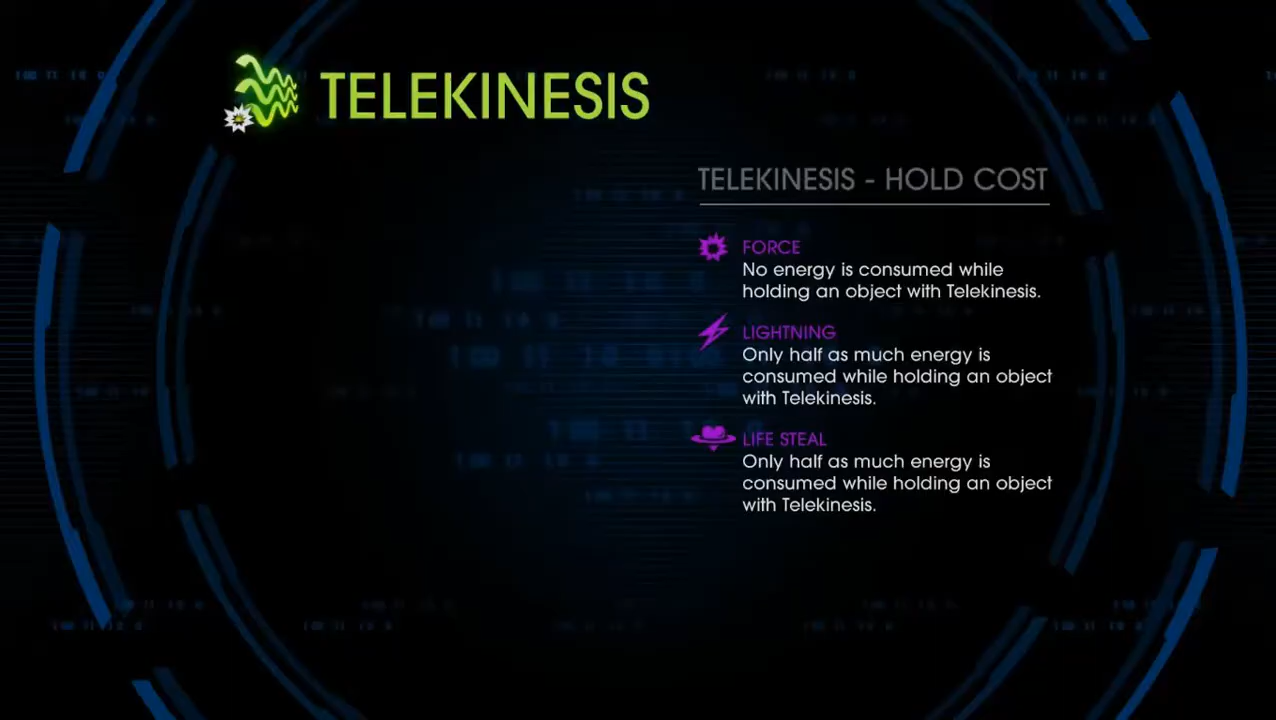 TELEKINESIS
TELEKINESIS - HOLD COST
FORCE
No energy is consumed while
holding an object with Telekinesis.
LIGHTNING
Only half as much energy is
consumed while holding an object
with Telekinesis.
LIFE STEAL
Only half as much energy is
consumed while holding an object
with Telekinesis.